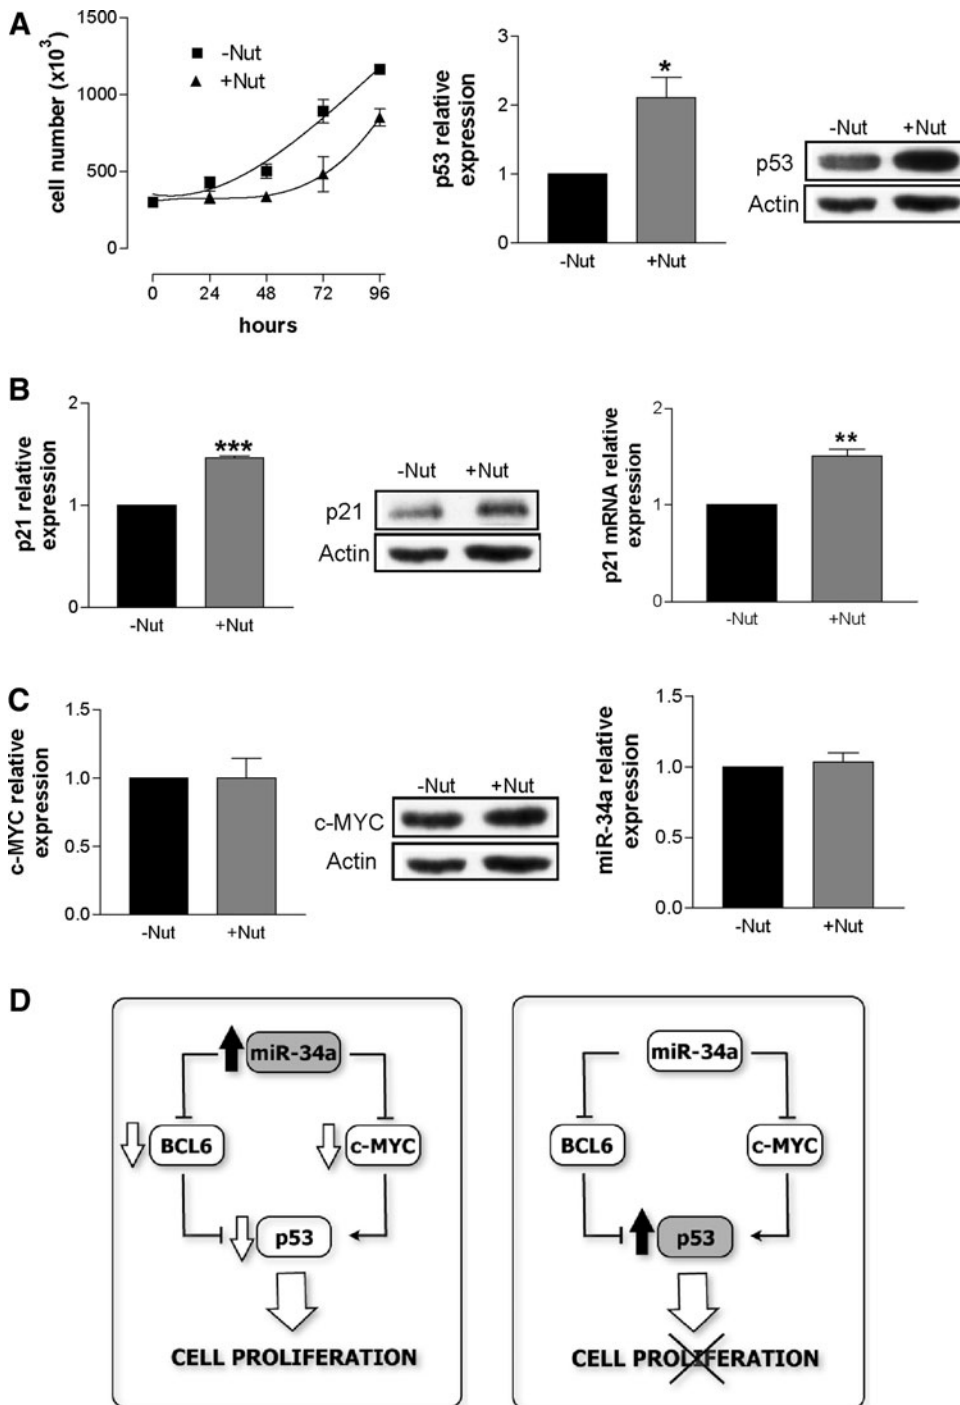 A
cell number (x10³)
1500
1000
500
0
-Nut
+Nut
0 24 48 72 96
hours
p53 relative
expression
3
2
1
0
*
-Nut +Nut
-Nut +Nut
p53
Actin
B
p21 relative
expression
2
1
0
***
-Nut +Nut
-Nut +Nut
p21
Actin
p21 mRNA relative
expression
2
1
0
**
-Nut +Nut
C
c-MYC relative
expression
1.5
1.0
0.5
0.0
-Nut +Nut
-Nut +Nut
c-MYC
Actin
miR-34a relative
expression
1.5
1.0
0.5
0.0
-Nut +Nut
D
miR-34a
BCL6 c-MYC
p53
CELL PROLIFERATION
miR-34a
BCL6 c-MYC
p53
CELL PROLIFERATION